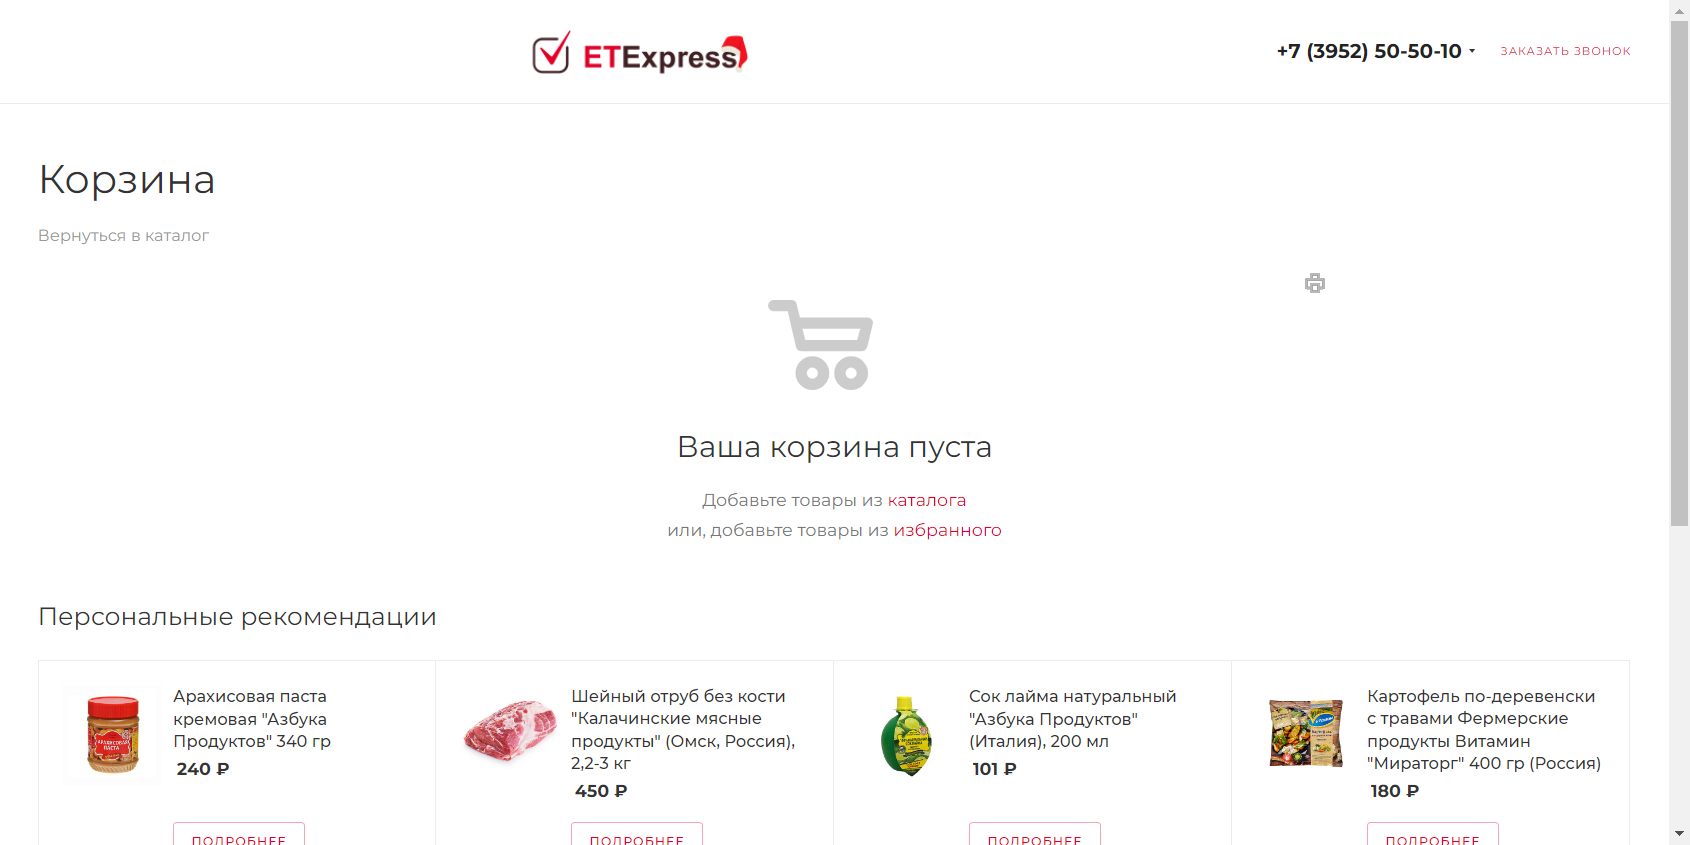 ETExpress
+7 (3952) 50-50-10
ЗАКАЗАТЬ ЗВОНОК
Корзина
Вернуться в каталог
Ваша корзина пуста
Добавьте товары из каталога
или, добавьте товары из избранного
Персональные рекомендации
Арахисовая паста
кремовая "Азбука
Продуктов" 340 гр
240 ₽
ПОДРОБНЕЕ
Шейный отруб без кости
"Калачинские мясные
продукты" (Омск, Россия),
2,2-3 кг
450 ₽
ПОДРОБНЕЕ
Сок лайма натуральный
"Азбука Продуктов"
(Италия), 200 мл
101 ₽
ПОДРОБНЕЕ
Картофель по-деревенски
с травами Фермерские
продукты Витамин
"Мираторг" 400 гр (Россия)
180 ₽
ПОДРОБНЕЕ
АРАХИСОВАЯ
ПАСТА